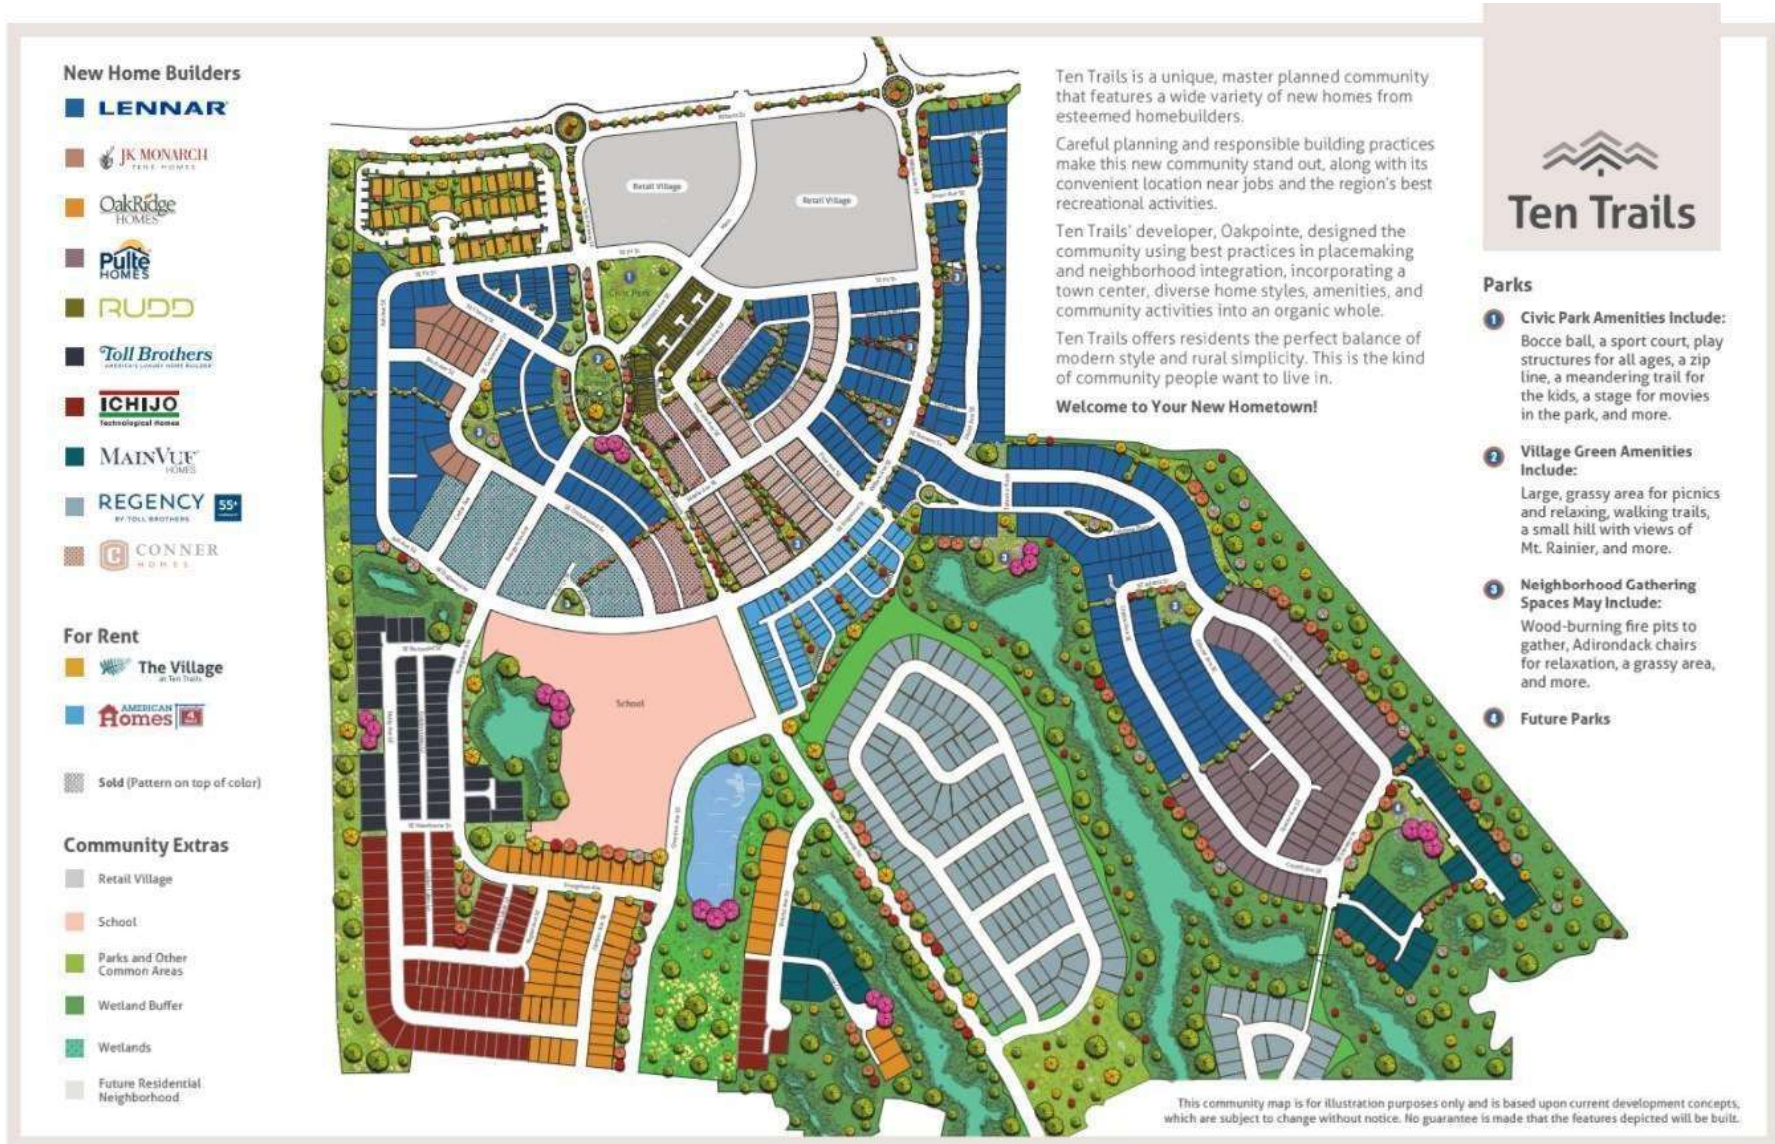 New Home Builders
LENNAR
JK MONARCH
FINE HOMES
OakRidge
HOMES
Pulte
HOMES
RUDD
Toll Brothers
AMERICA'S LUXURY HOME BUILDER
ICHIJO
Technological Homes
MAINVUE
HOMES
REGENCY
BY TOLL BROTHERS
55+
CONNER
HOMES
For Rent
The Village
at Ten Trails
AMERICAN
Homes 4
Sold (Pattern on top of color)
Community Extras
Retail Village
School
Parks and Other
Common Areas
Wetland Buffer
Wetlands
Future Residential
Neighborhood
Retail Village
Retail Village
Civic Park
School
Ten Trails is a unique, master planned community
that features a wide variety of new homes from
esteemed homebuilders.
Careful planning and responsible building practices
make this new community stand out, along with its
convenient location near jobs and the region's best
recreational activities.
Ten Trails' developer, Oakpointe, designed the
community using best practices in placemaking
and neighborhood integration, incorporating a
town center, diverse home styles, amenities, and
community activities into an organic whole.
Ten Trails offers residents the perfect balance of
modern style and rural simplicity. This is the kind
of community people want to live in.
Welcome to Your New Hometown!
Ten Trails
Parks
1 Civic Park Amenities Include:
Bocce ball, a sport court, play
structures for all ages, a zip
line, a meandering trail for
the kids, a stage for movies
in the park, and more.
2 Village Green Amenities
Include:
Large, grassy area for picnics
and relaxing, walking trails,
a small hill with views of
Mt. Rainier, and more.
3 Neighborhood Gathering
Spaces May Include:
Wood-burning fire pits to
gather, Adirondack chairs
for relaxation, a grassy area,
and more.
4 Future Parks
This community map is for illustration purposes only and is based upon current development concepts,
which are subject to change without notice. No guarantee is made that the features depicted will be built.